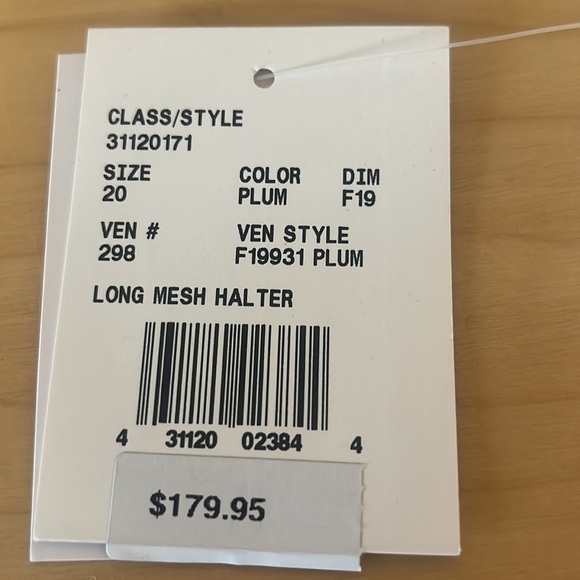 CLASS/STYLE
31120171
SIZE COLOR DIM
20 PLUM F19
VEN # VEN STYLE
298 F19931 PLUM
LONG MESH HALTER
4 31120 02384 4
$179.95